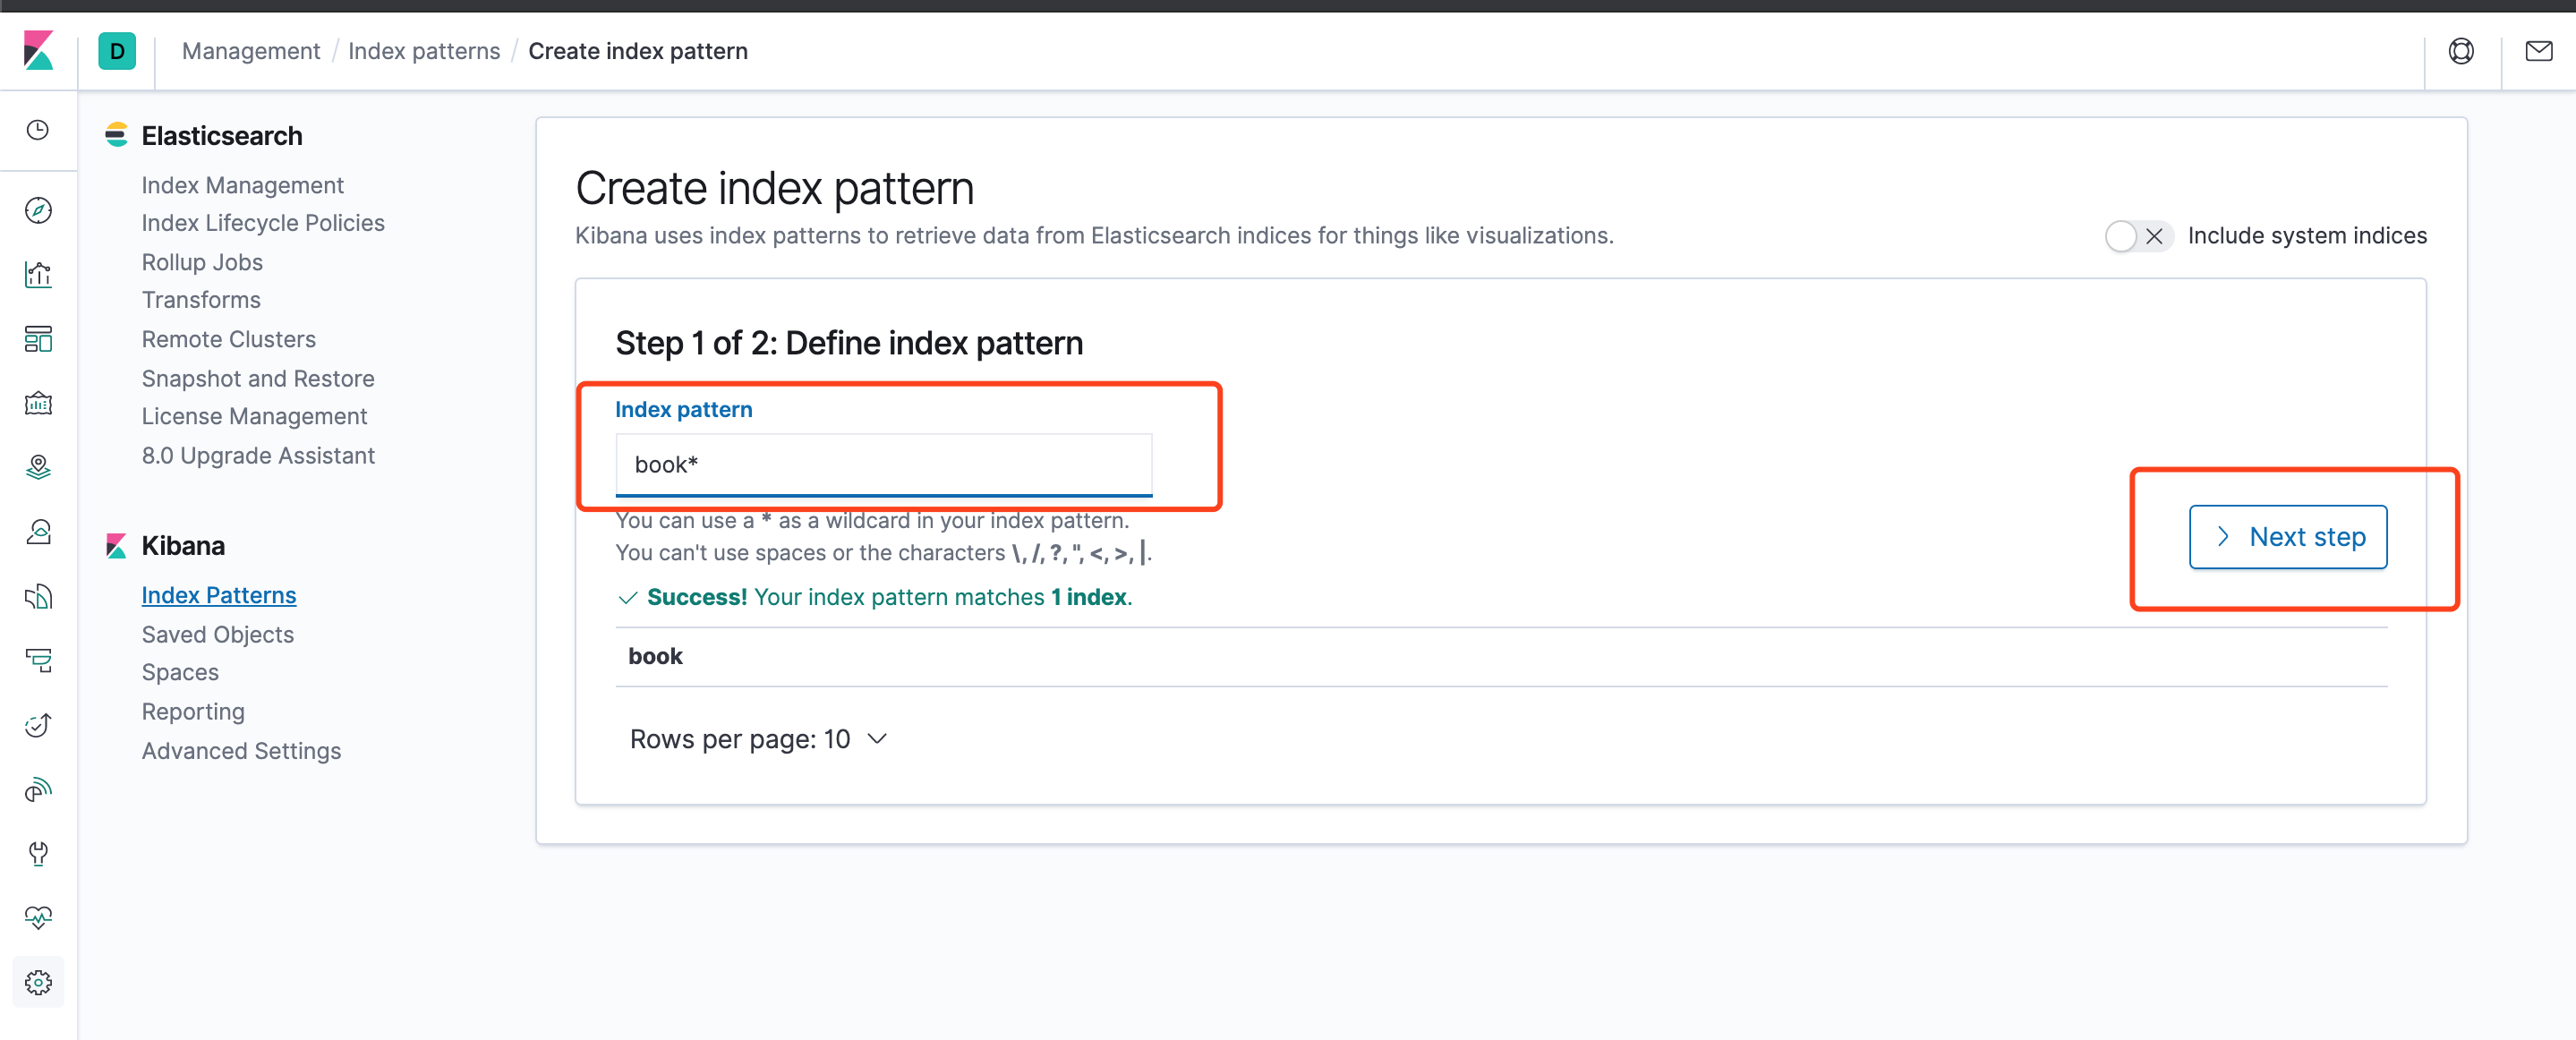 D Management / Index patterns / Create index pattern
Elasticsearch
Index Management
Index Lifecycle Policies
Rollup Jobs
Transforms
Remote Clusters
Snapshot and Restore
License Management
8.0 Upgrade Assistant
Kibana
Index Patterns
Saved Objects
Spaces
Reporting
Advanced Settings
Create index pattern
Kibana uses index patterns to retrieve data from Elasticsearch indices for things like visualizations.
Include system indices
Step 1 of 2: Define index pattern
Index pattern
book*
You can use a * as a wildcard in your index pattern.
You can't use spaces or the characters \, /, ?, ", <, >, |.
Success! Your index pattern matches 1 index.
Next step
book
Rows per page: 10